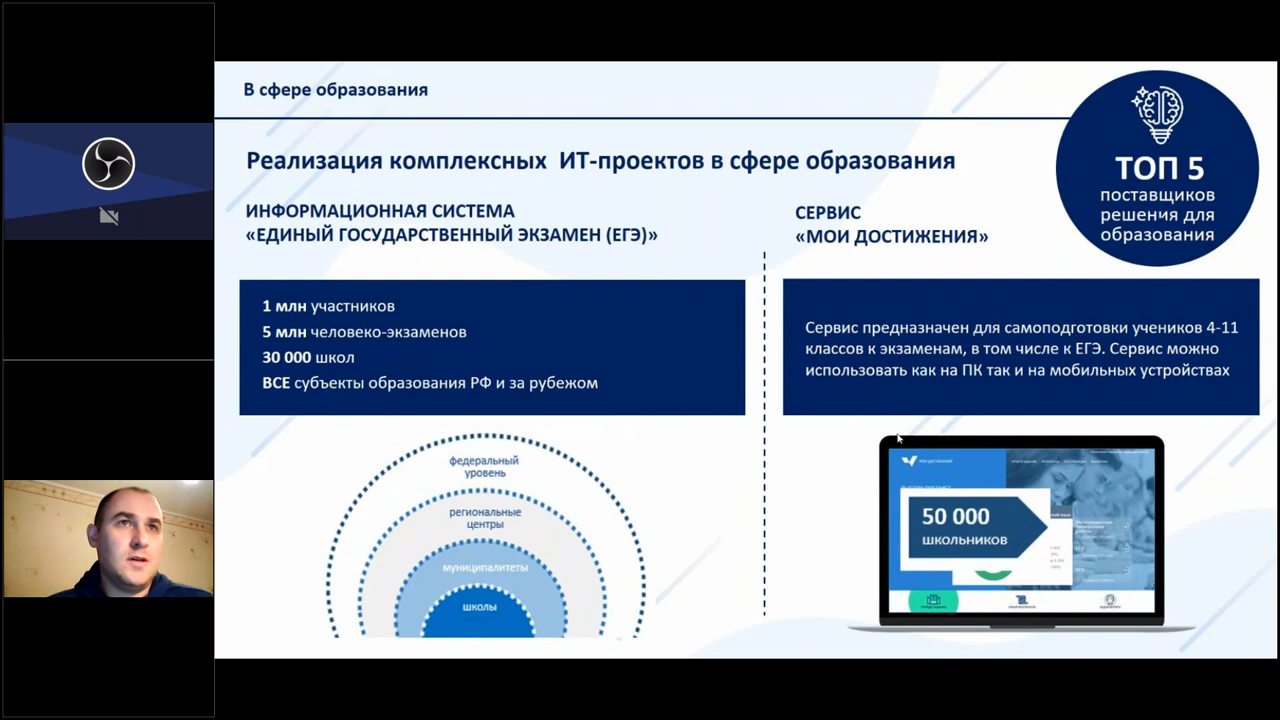 В сфере образования
ТОП 5
поставщиков
решения для
образования
Реализация комплексных ИТ-проектов в сфере образования
ИНФОРМАЦИОННАЯ СИСТЕМА
«ЕДИНЫЙ ГОСУДАРСТВЕННЫЙ ЭКЗАМЕН (ЕГЭ)»
1 млн участников
5 млн человеко-экзаменов
30 000 школ
ВСЕ субъекты образования РФ и за рубежом
федеральный
уровень
региональные
центры
муниципалитеты
школы
СЕРВИС
«МОИ ДОСТИЖЕНИЯ»
Сервис предназначен для самоподготовки учеников 4-11
классов к экзаменам, в том числе к ЕГЭ. Сервис можно
использовать как на ПК так и на мобильных устройствах
МОИ ДОСТИЖЕНИЯ
50 000
ШКОЛЬНИКОВ